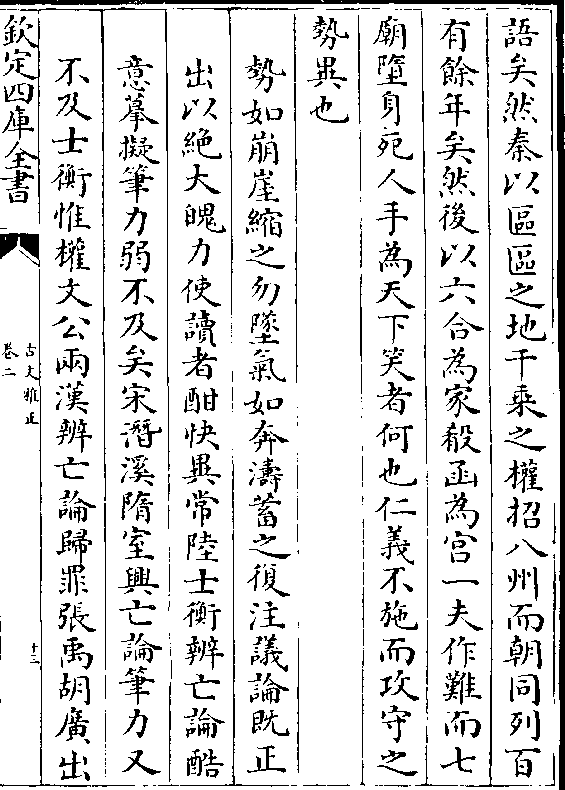 語矣然秦以區區之地千乗之權招八州而朝同列百
有餘年矣然後以六合為家殽函為宫一夫作難而七
廟墮身死人手為天下笑者何也仁義不施而攻守之
勢異也
勢如崩崖縮之勿墜氣如奔濤蓄之復注議論既正
出以絶大魄力使讀者酣快異常陸士衡辨亡論酷
意摹擬筆力弱不及矣宋潛溪隋室興亡論筆力又
不及士衡惟權文公兩漢辨亡論歸罪張禹胡廣出
欽定四庫全書
古文雅正
卷二
十三